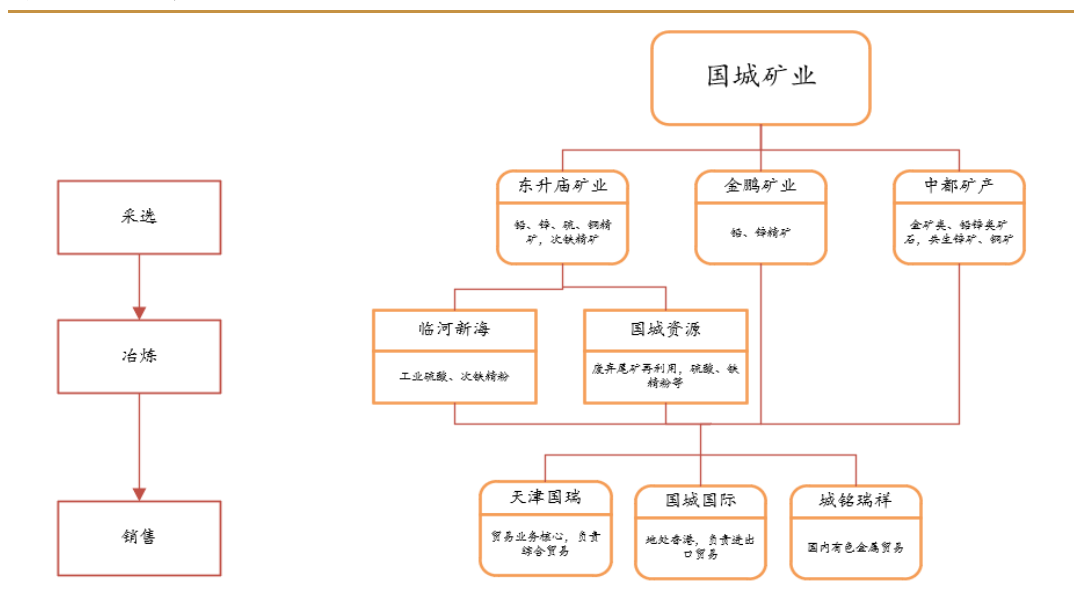 国城矿业
东升庙矿业
金鹏矿业
中都矿产
采选
铅、锌、硫、铜精
矿，次铁精矿
铅、锌精矿
金矿类、铅锌类矿
石，共生锌矿、铜矿
临河新海
国城资源
冶炼
工业硫酸、次铁精粉
废弃尾矿再利用，硫酸、铁
精粉等
天津国瑞
国城国际
城铭瑞祥
销售
贸易业务核心，负责
综合贸易
地处香港，负责进出
口贸易
国内有色金属贸易